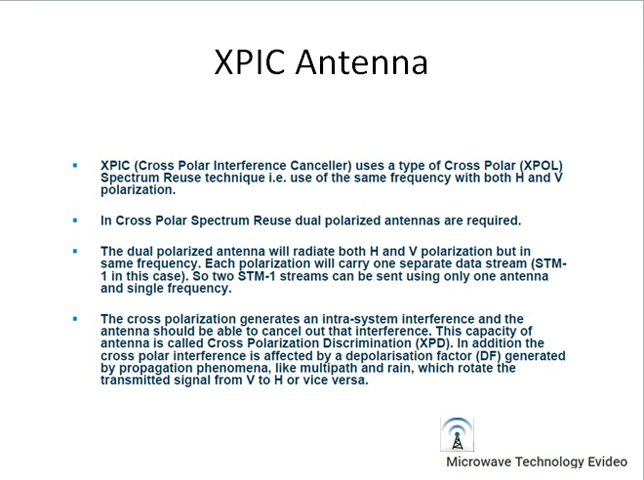 XPIC Antenna
XPIC (Cross Polar Interference Canceller) uses a type of Cross Polar (XPOL)
Spectrum Reuse technique i.e. use of the same frequency with both H and V
polarization.
In Cross Polar Spectrum Reuse dual polarized antennas are required.
The dual polarized antenna will radiate both H and V polarization but in
same frequency. Each polarization will carry one separate data stream (STM-
1 in this case). So two STM-1 streams can be sent using only one antenna
and single frequency.
The cross polarization generates an intra-system interference and the
antenna should be able to cancel out that interference. This capacity of
antenna is called Cross Polarization Discrimination (XPD). In addition the
cross polar interference is affected by a depolarisation factor (DF) generated
by propagation phenomena, like multipath and rain, which rotate the
transmitted signal from V to H or vice versa.
Microwave Technology Evideo